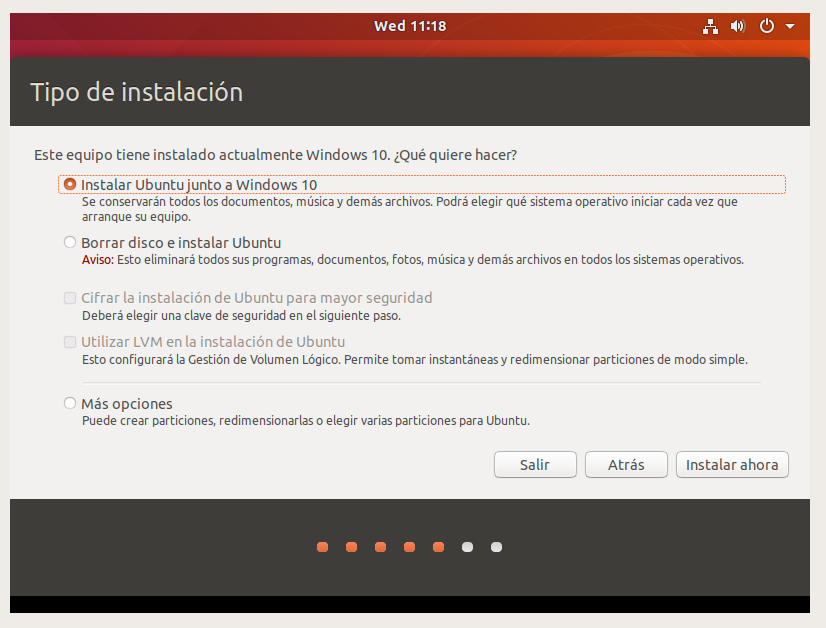 Wed 11:18
Tipo de instalación
Este equipo tiene instalado actualmente Windows 10. ¿Qué quiere hacer?
Instalar Ubuntu junto a Windows 10
Se conservarán todos los documentos, música y demás archivos. Podrá elegir qué sistema operativo iniciar cada vez que
arranque su equipo.
Borrar disco e instalar Ubuntu
Aviso: Esto eliminará todos sus programas, documentos, fotos, música y demás archivos en todos los sistemas operativos.
Cifrar la instalación de Ubuntu para mayor seguridad
Deberá elegir una clave de seguridad en el siguiente paso.
Utilizar LVM en la instalación de Ubuntu
Esto configurará la Gestión de Volumen Lógico. Permite tomar instantáneas y redimensionar particiones de modo simple.
Más opciones
Puede crear particiones, redimensionarlas o elegir varias particiones para Ubuntu.
Salir Atrás Instalar ahora